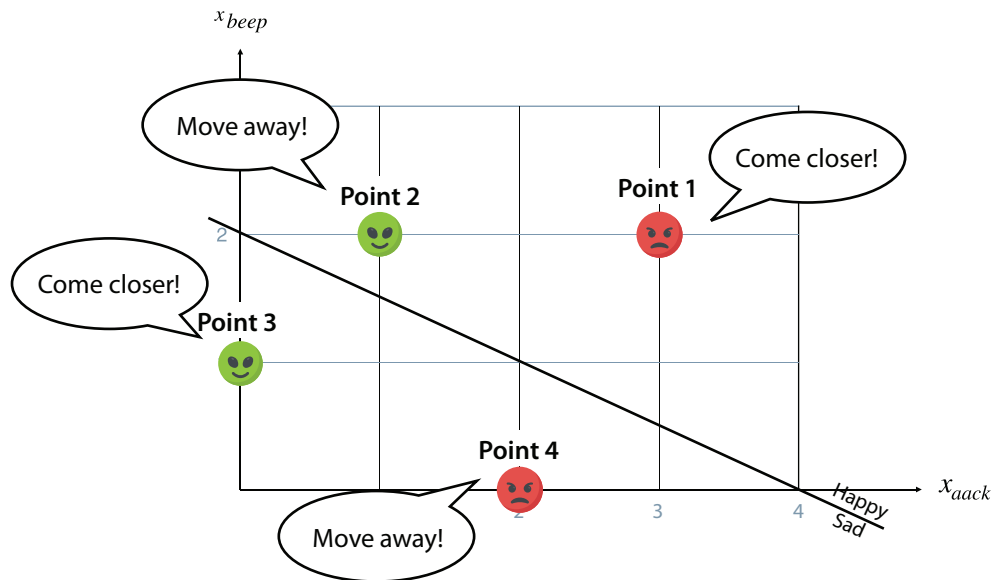 x_beep
Move away!
Come closer!
Point 2
Point 1
2
Come closer!
Point 3
Point 4
Happy
x_aack
2
3
4
Sad
Move away!